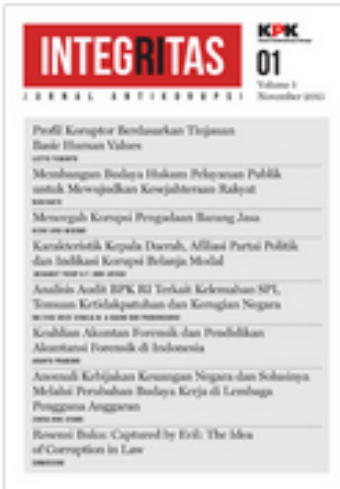 INTEGRITAS
JURNAL ANTIKORUPSI
KPK
01
Volume 1
November 2015
Profil Koruptor Berdasarkan Tinjauan
Basic Human Values
Membangun Budaya Hukum Pelayanan Publik
untuk Mewujudkan Kesejahteraan Rakyat
Mencegah Korupsi Pengadaan Barang Jasa
Karakteristik Kepala Daerah, Afiliasi Partai Politik
dan Indikasi Korupsi Belanja Modal
Analisis Audit BPK RI Terkait Kelemahan SPI,
Temuan Ketidakpatuhan dan Kerugian Negara
Keahlian Akuntan Forensik dan Pendidikan
Akuntansi Forensik di Indonesia
Anomali Kebijakan Keuangan Negara dan Solusinya
Melalui Perubahan Budaya Kerja di Lembaga
Pengguna Anggaran
Resensi Buku: Captured by Evil: The Idea
of Corruption in Law